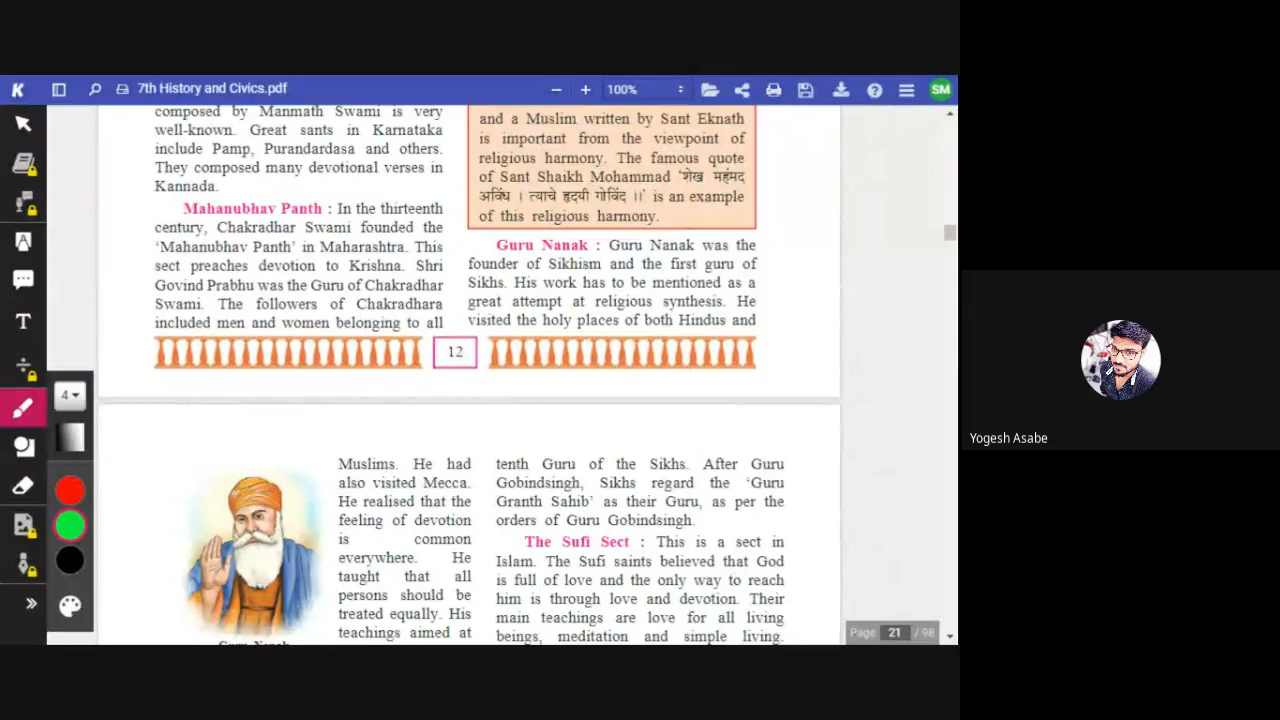 K
7th History and Civics.pdf
100%
SM
composed by Manmath Swami is very
well-known. Great sants in Karnataka
include Pamp, Purandardasa and others.
They composed many devotional verses in
Kannada.
Mahanubhav Panth : In the thirteenth
century, Chakradhar Swami founded the
‘Mahanubhav Panth’ in Maharashtra. This
sect preaches devotion to Krishna. Shri
Govind Prabhu was the Guru of Chakradhar
Swami. The followers of Chakradhara
included men and women belonging to all
and a Muslim written by Sant Eknath
is important from the viewpoint of
religious harmony. The famous quote
of Sant Shaikh Mohammad ‘शेख महंमद
अविंध । त्याचे हृदयी गोविंद ।।’ is an example
of this religious harmony.
Guru Nanak : Guru Nanak was the
founder of Sikhism and the first guru of
Sikhs. His work has to be mentioned as a
great attempt at religious synthesis. He
visited the holy places of both Hindus and
12
4
T
Muslims. He had
also visited Mecca.
He realised that the
feeling of devotion
is common
everywhere. He
taught that all
persons should be
treated equally. His
teachings aimed at
Guru Nanak
tenth Guru of the Sikhs. After Guru
Gobindsingh, Sikhs regard the ‘Guru
Granth Sahib’ as their Guru, as per the
orders of Guru Gobindsingh.
The Sufi Sect : This is a sect in
Islam. The Sufi saints believed that God
is full of love and the only way to reach
him is through love and devotion. Their
main teachings are love for all living
beings, meditation and simple living.
Page 21 / 98
Yogesh Asabe